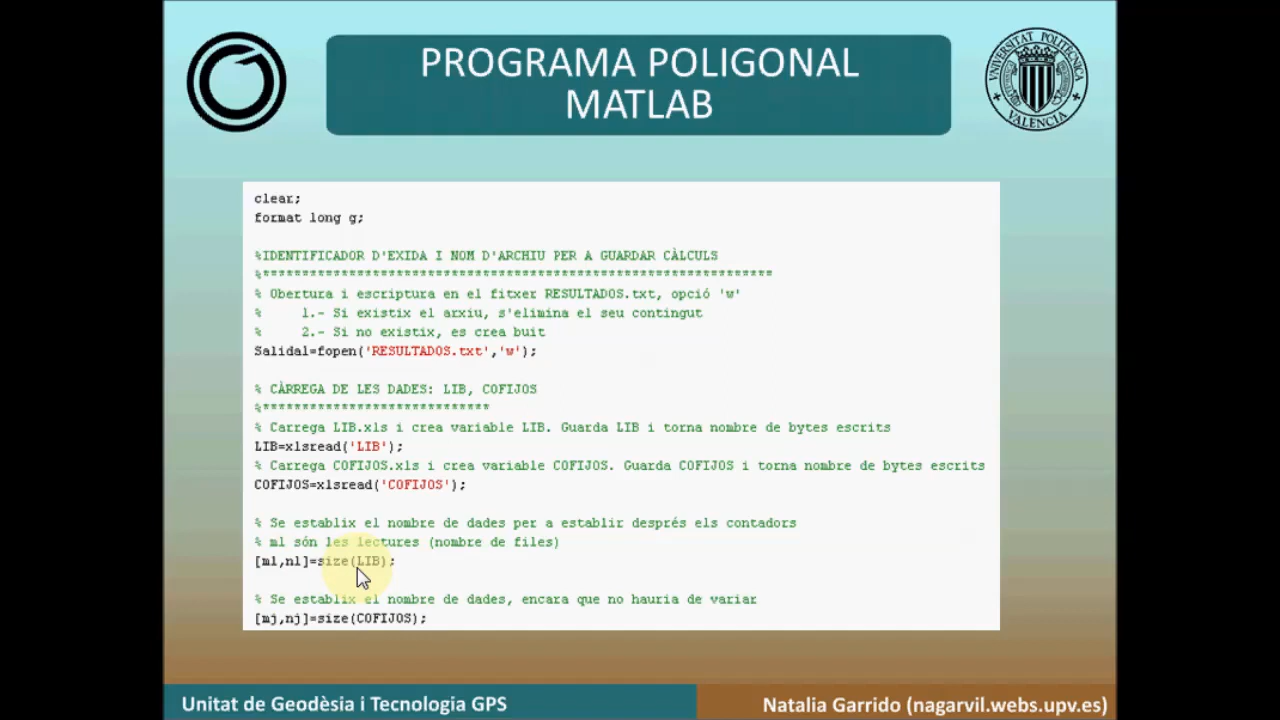 PROGRAMA POLIGONAL
MATLAB
UNIVERSITAT POLITÈCNICA
VALENCIA
clear;
format long g;
%IDENTIFICADOR D'EXIDA I NOM D'ARCHIU PER A GUARDAR CÀLCULS
%*****************************************************************
% Obertura i escriptura en el fitxer RESULTADOS.txt, opció 'w'
%     1.- Si existix el arxiu, s'elimina el seu contingut
%     2.- Si no existix, es crea buit
Salida1=fopen('RESULTADOS.txt','w');
% CÀRREGA DE LES DADES: LIB, COFIJOS
%*****************************
% Carrega LIB.xls i crea variable LIB. Guarda LIB i torna nombre de bytes escrits
LIB=xlsread('LIB');
% Carrega COFIJOS.xls i crea variable COFIJOS. Guarda COFIJOS i torna nombre de bytes escrits
COFIJOS=xlsread('COFIJOS');
% Se establix el nombre de dades per a establir després els contadors
% ml són les lectures (nombre de files)
[ml,nl]=size(LIB);
% Se establix el nombre de dades, encara que no hauria de variar
[mj,nj]=size(COFIJOS);
Unitat de Geodèsia i Tecnologia GPS
Natalia Garrido (nagarvil.webs.upv.es)